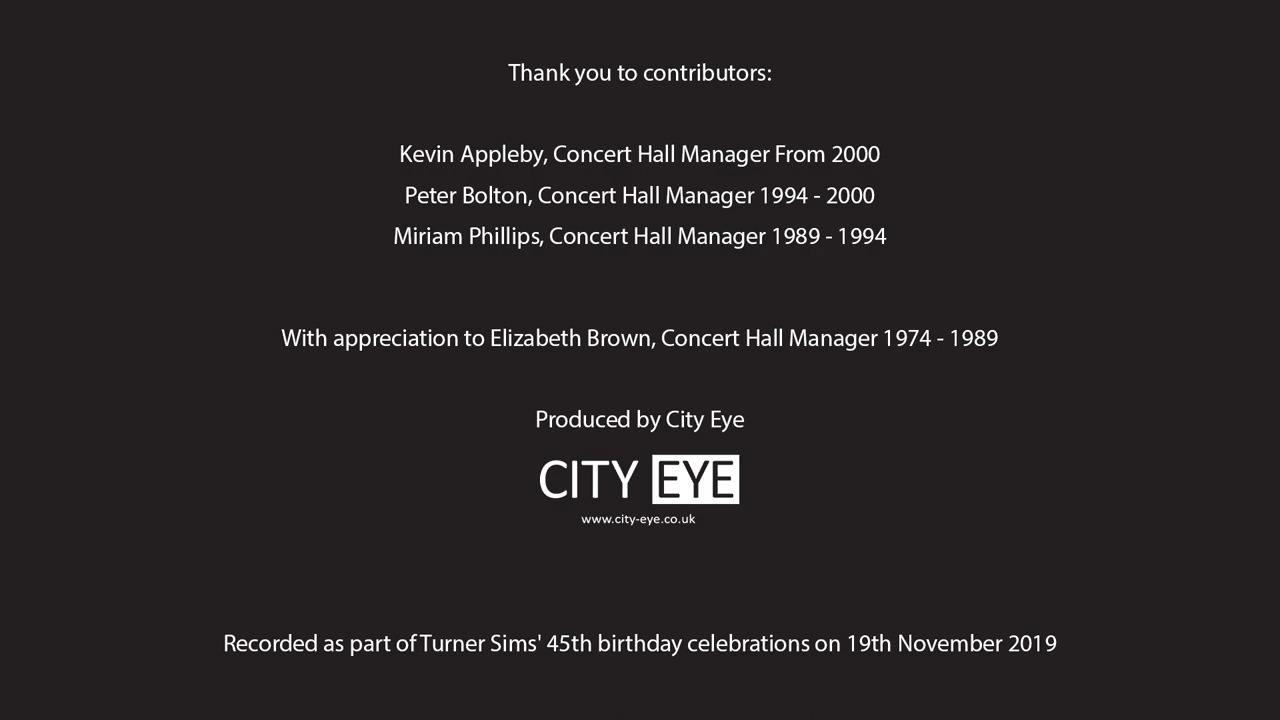 Thank you to contributors:
Kevin Appleby, Concert Hall Manager From 2000
Peter Bolton, Concert Hall Manager 1994 - 2000
Miriam Phillips, Concert Hall Manager 1989 - 1994
With appreciation to Elizabeth Brown, Concert Hall Manager 1974 - 1989
Produced by City Eye
CITY EYE
www.city-eye.co.uk
Recorded as part of Turner Sims' 45th birthday celebrations on 19th November 2019